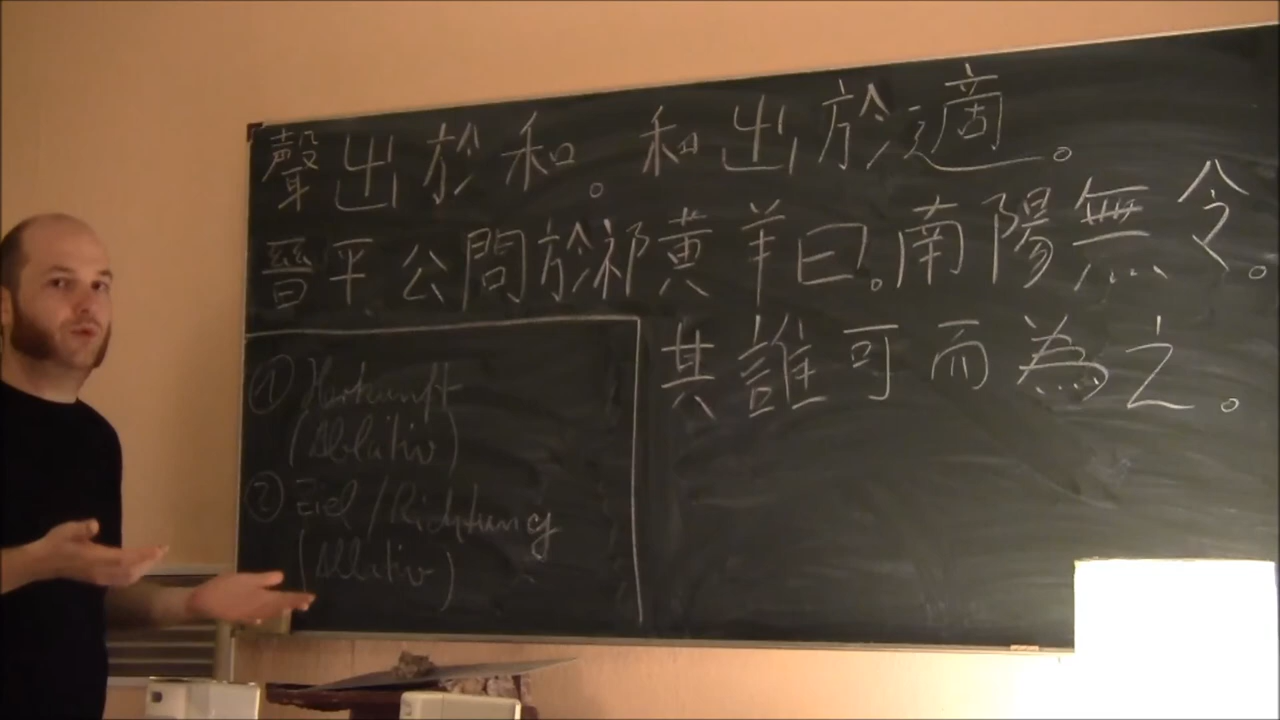 聲出於和。和出於適。
晉平公問於祁黃羊曰。南陽無令。
其誰可而為之。
① Herkunft
(Ablativ)
② Ziel/Richtung
(Allativ)